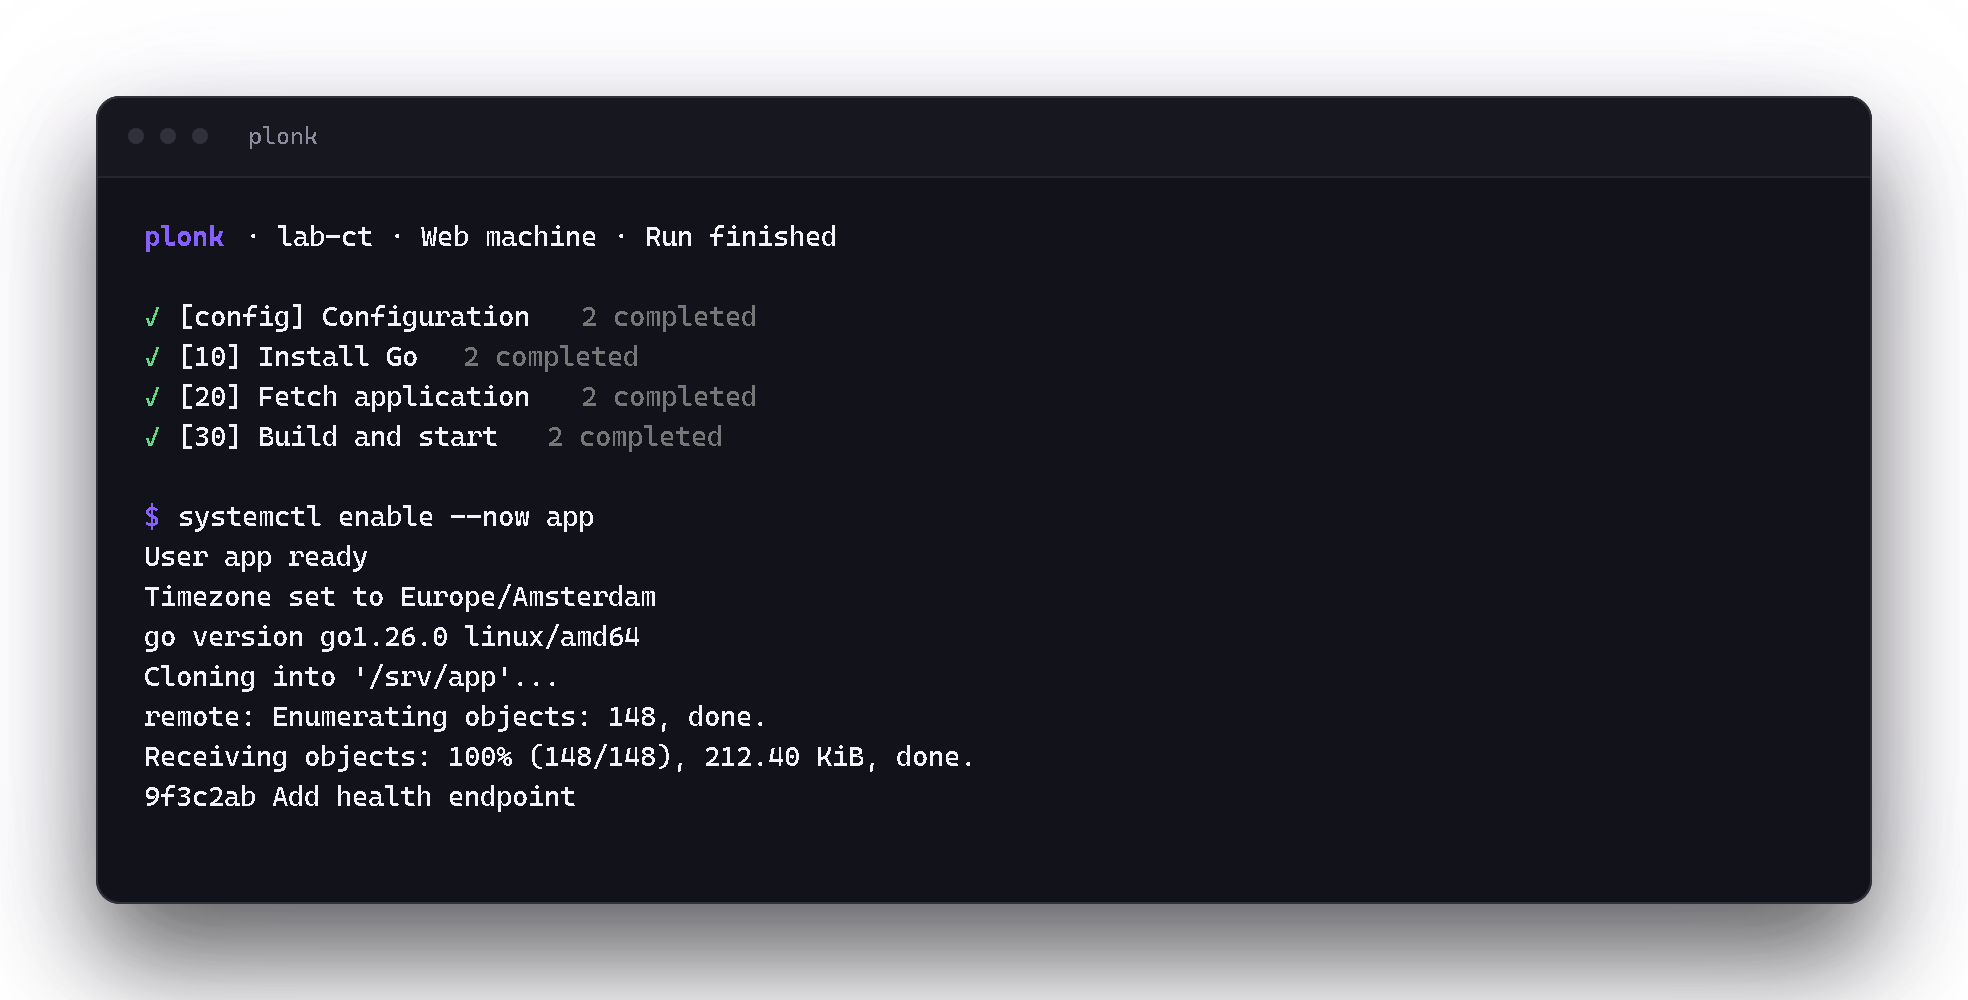 plonk
plonk · lab-ct · Web machine · Run finished
✓ [config] Configuration   2 completed
✓ [10] Install Go   2 completed
✓ [20] Fetch application   2 completed
✓ [30] Build and start   2 completed
$ systemctl enable --now app
User app ready
Timezone set to Europe/Amsterdam
go version go1.26.0 linux/amd64
Cloning into '/srv/app'...
remote: Enumerating objects: 148, done.
Receiving objects: 100% (148/148), 212.40 KiB, done.
9f3c2ab Add health endpoint